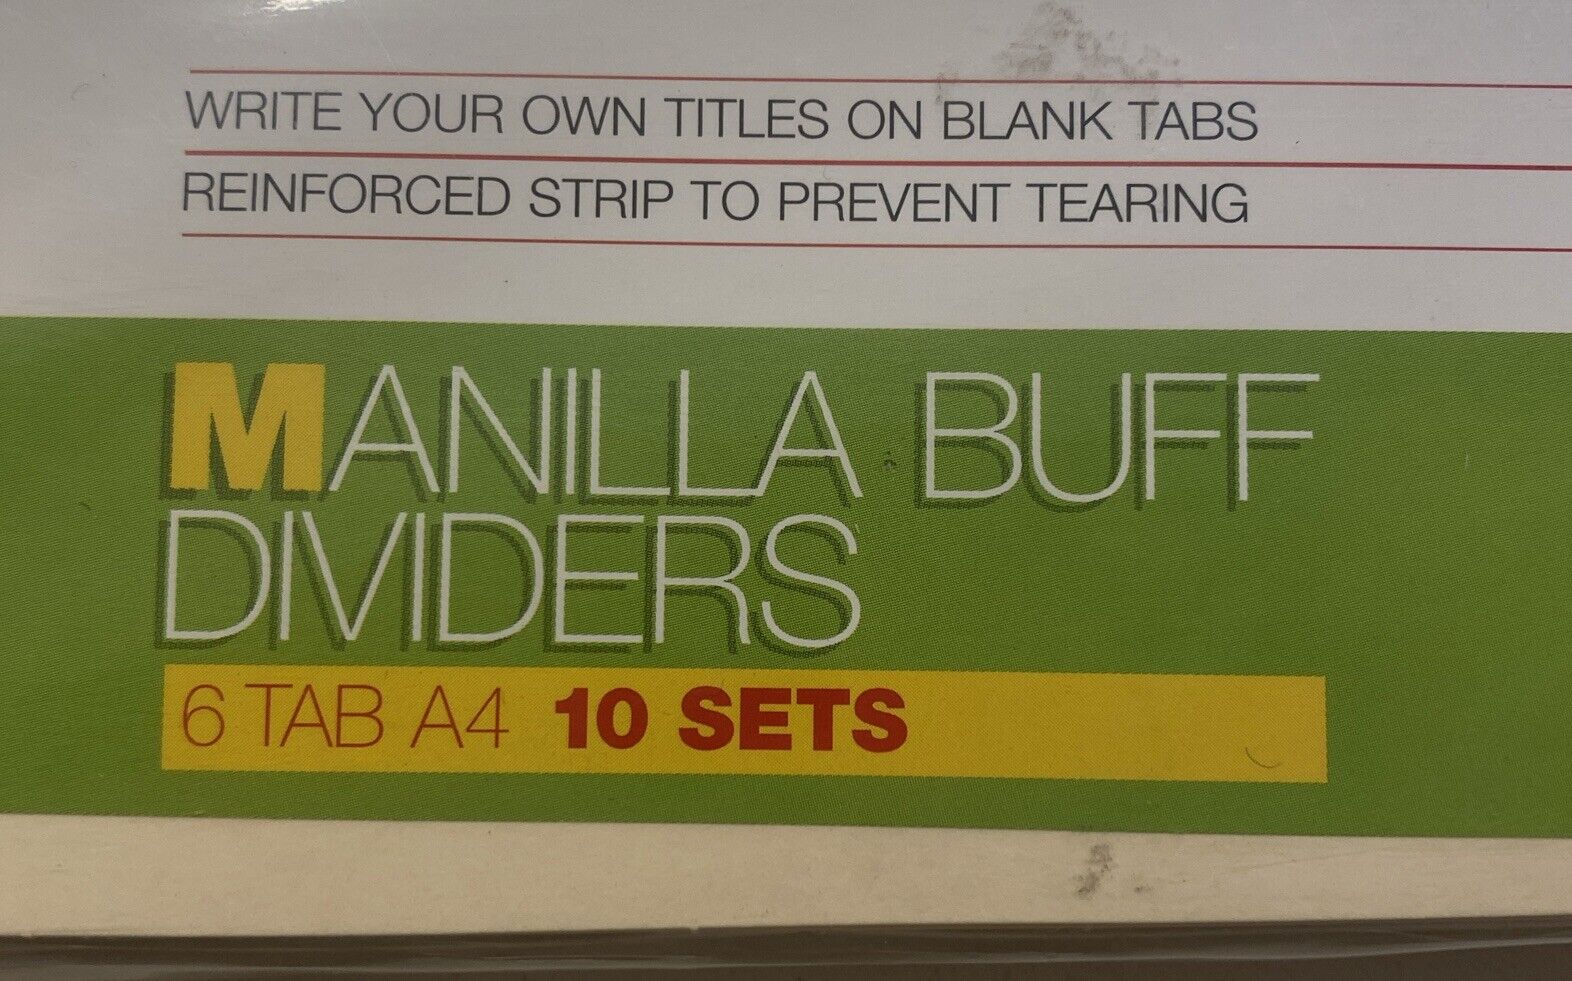 WRITE YOUR OWN TITLES ON BLANK TABS
REINFORCED STRIP TO PREVENT TEARING
MANILLA BUFF
DIVIDERS
6 TAB A4 10 SETS